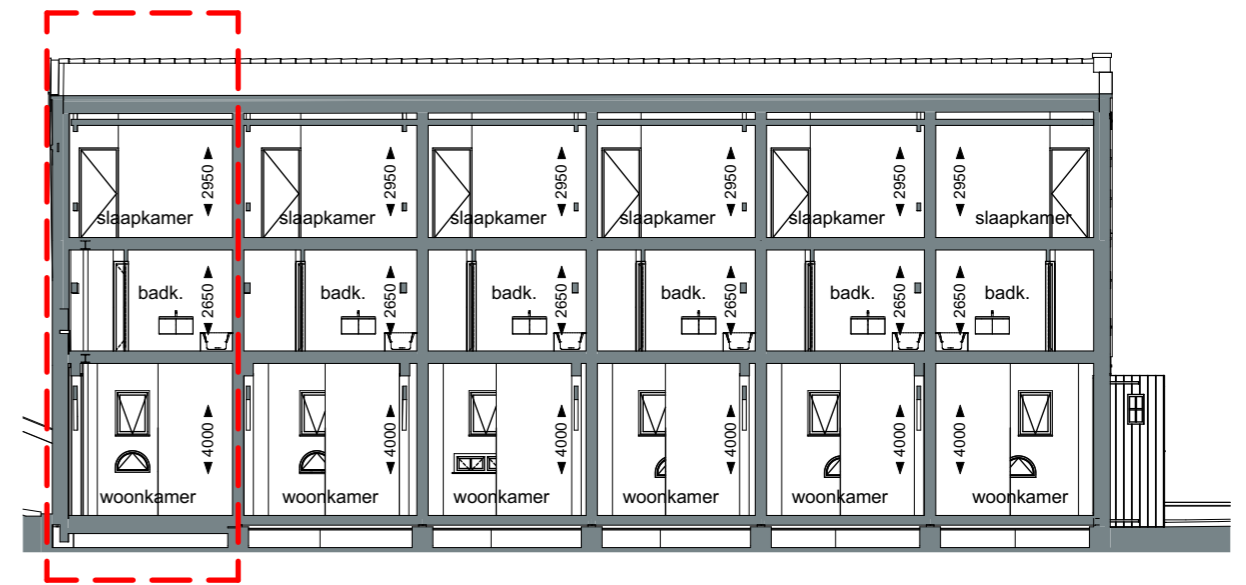 2950 2950 2950 2950 2950 2950
slaapkamer slaapkamer slaapkamer slaapkamer slaapkamer slaapkamer
badk. badk. badk. badk. badk. badk.
2650 2650 2650 2650 2650 2650
4000 4000 4000 4000 4000 4000
woonkamer woonkamer woonkamer woonkamer woonkamer woonkamer